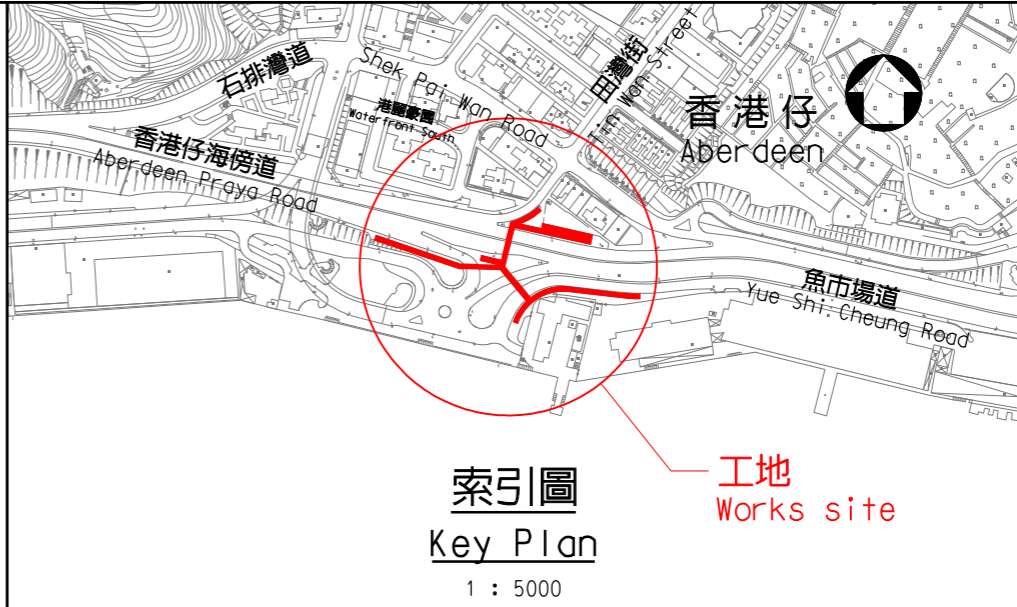 石排灣道
Shek Pai Wan Road
田灣街
Tin Wan Street
港麗豪園
Waterfront South
香港仔
Aberdeen
香港仔海傍道
Aberdeen Praya Road
魚市場道
Yue Shi Cheung Road
索引圖
Key Plan
1 : 5000
工地
Works site